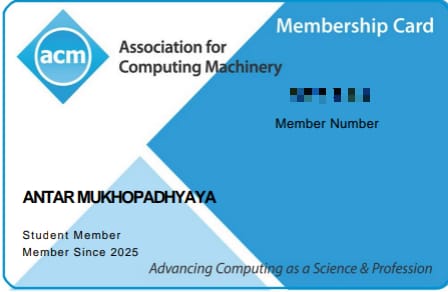 acm
Association for
Computing Machinery
Membership Card
Member Number
ANTAR MUKHOPADHYAYA
Student Member
Member Since 2025
Advancing Computing as a Science & Profession